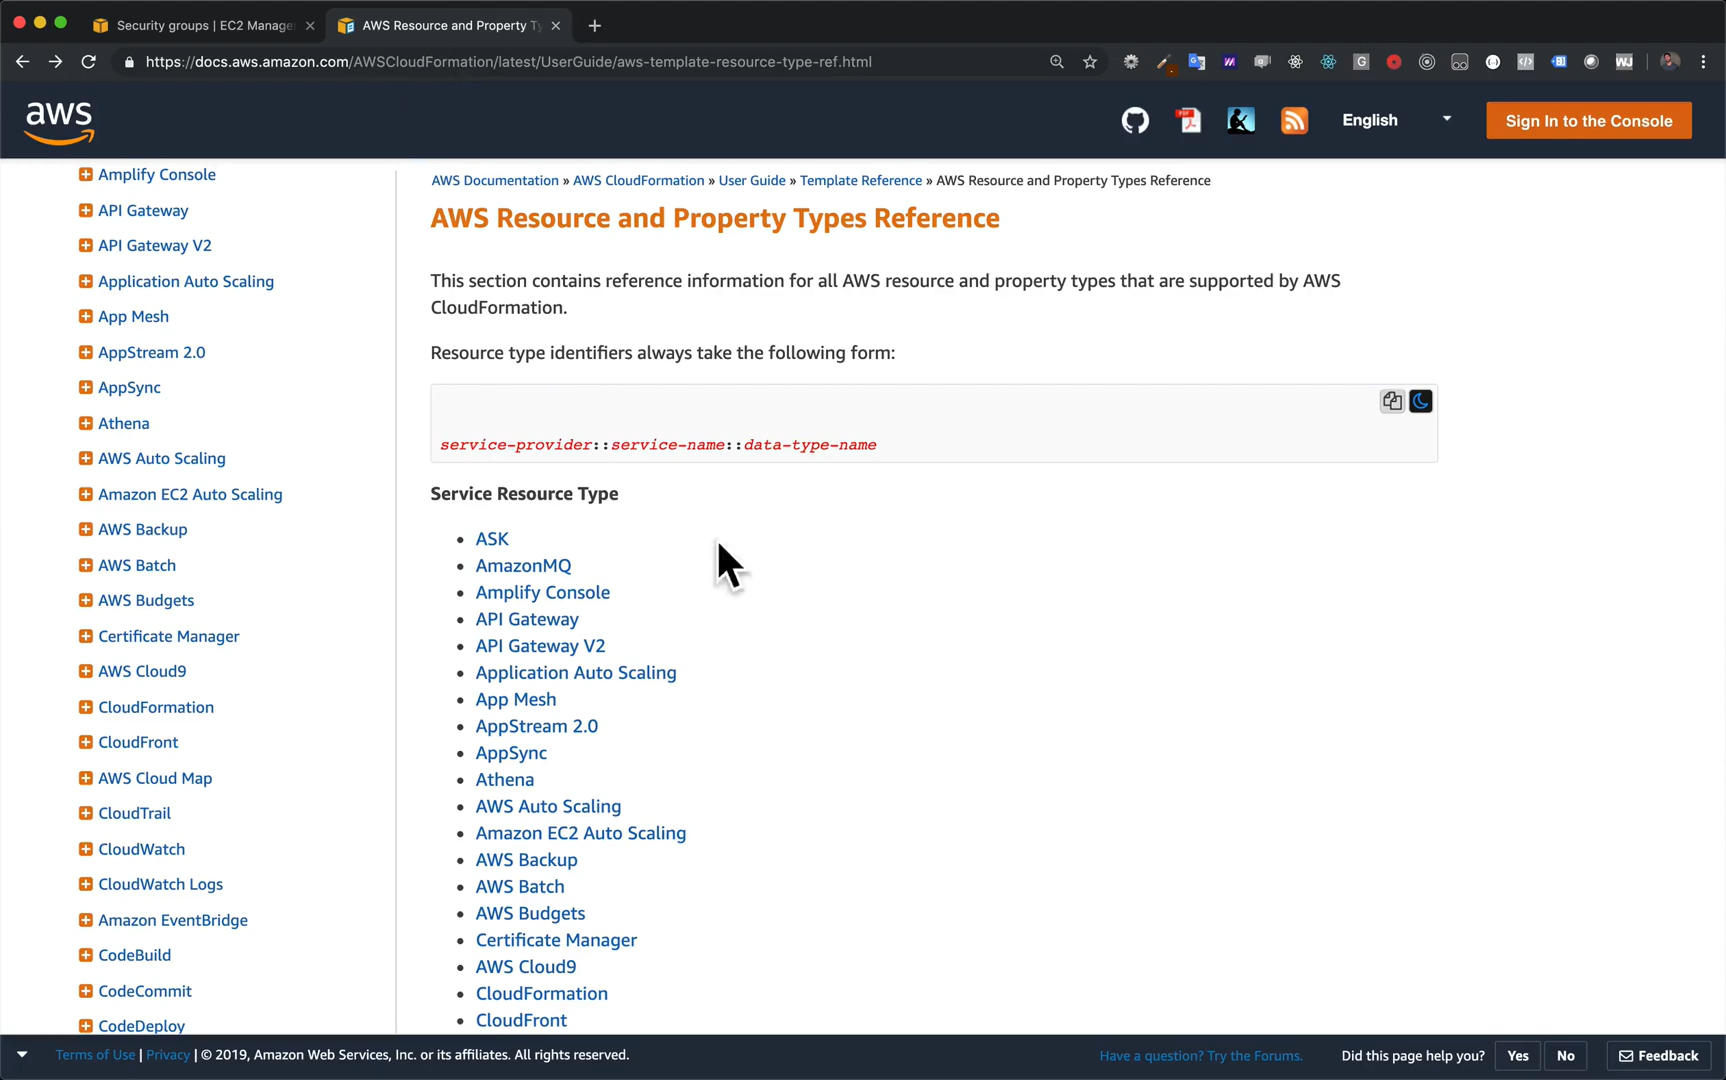 Security groups | EC2 Manage
AWS Resource and Property Ty
https://docs.aws.amazon.com/AWSCloudFormation/latest/UserGuide/aws-template-resource-type-ref.html
aws
English
Sign In to the Console
Amplify Console
API Gateway
API Gateway V2
Application Auto Scaling
App Mesh
AppStream 2.0
AppSync
Athena
AWS Auto Scaling
Amazon EC2 Auto Scaling
AWS Backup
AWS Batch
AWS Budgets
Certificate Manager
AWS Cloud9
CloudFormation
CloudFront
AWS Cloud Map
CloudTrail
CloudWatch
CloudWatch Logs
Amazon EventBridge
CodeBuild
CodeCommit
CodeDeploy
AWS Documentation » AWS CloudFormation » User Guide » Template Reference » AWS Resource and Property Types Reference
AWS Resource and Property Types Reference
This section contains reference information for all AWS resource and property types that are supported by AWS
CloudFormation.
Resource type identifiers always take the following form:
service-provider::service-name::data-type-name
Service Resource Type
• ASK
• AmazonMQ
• Amplify Console
• API Gateway
• API Gateway V2
• Application Auto Scaling
• App Mesh
• AppStream 2.0
• AppSync
• Athena
• AWS Auto Scaling
• Amazon EC2 Auto Scaling
• AWS Backup
• AWS Batch
• AWS Budgets
• Certificate Manager
• AWS Cloud9
• CloudFormation
• CloudFront
Terms of Use | Privacy | © 2019, Amazon Web Services, Inc. or its affiliates. All rights reserved.
Have a question? Try the Forums.
Did this page help you?
Yes
No
Feedback